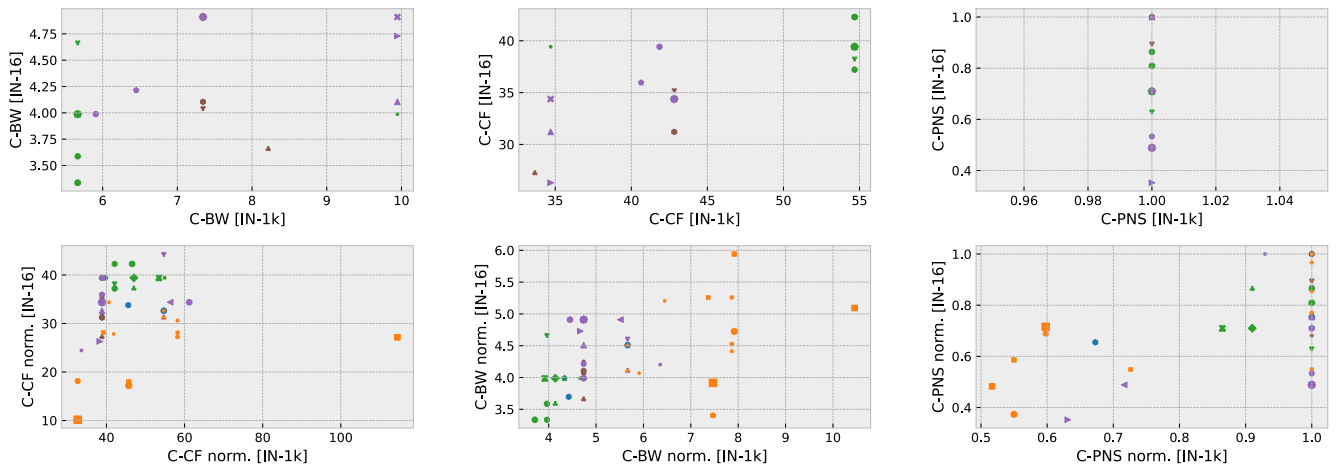 4.75
4.50
4.25
4.00
3.75
3.50
C-BW [IN-16]
6 7 8 9 10
C-BW [IN-1k]
40
35
30
C-CF [IN-16]
35 40 45 50 55
C-CF [IN-1k]
1.0
0.8
0.6
0.4
C-PNS [IN-16]
0.96 0.98 1.00 1.02 1.04
C-PNS [IN-1k]
40
30
20
10
C-CF norm. [IN-16]
40 60 80 100
C-CF norm. [IN-1k]
6.0
5.5
5.0
4.5
4.0
3.5
C-BW norm. [IN-16]
4 5 6 7 8 9 10
C-BW norm. [IN-1k]
1.0
0.8
0.6
0.4
C-PNS norm. [IN-16]
0.5 0.6 0.7 0.8 0.9 1.0
C-PNS norm. [IN-1k]